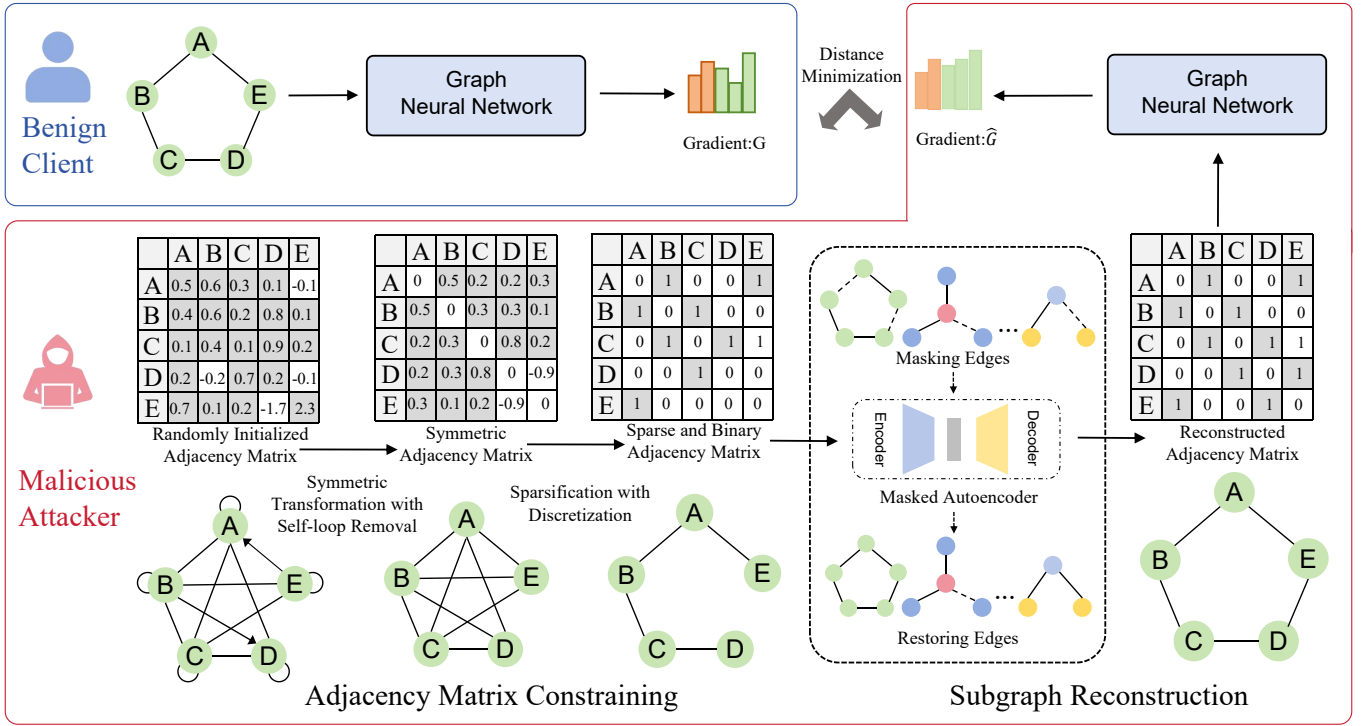 A
B
E
C
D
Benign
Client
Graph
Neural Network
Gradient:G
Distance
Minimization
Gradient:Ĝ
Graph
Neural Network
A B C D E
A 0.5 0.6 0.3 0.1 -0.1
B 0.4 0.6 0.2 0.8 0.1
C 0.1 0.4 0.1 0.9 0.2
D 0.2 -0.2 0.7 0.2 -0.1
E 0.7 0.1 0.2 -1.7 2.3
Randomly Initialized
Adjacency Matrix
A B C D E
A 0 0.5 0.2 0.2 0.3
B 0.5 0 0.3 0.3 0.1
C 0.2 0.3 0 0.8 0.2
D 0.2 0.3 0.8 0 -0.9
E 0.3 0.1 0.2 -0.9 0
Symmetric
Adjacency Matrix
A B C D E
A 0 1 0 0 1
B 1 0 1 0 0
C 0 1 0 1 1
D 0 0 1 0 0
E 1 0 0 0 0
Sparse and Binary
Adjacency Matrix
Masking Edges
Encoder
Decoder
Masked Autoencoder
Restoring Edges
A B C D E
A 0 1 0 0 1
B 1 0 1 0 0
C 0 1 0 1 1
D 0 0 1 0 1
E 1 0 0 1 0
Reconstructed
Adjacency Matrix
Malicious
Attacker
Symmetric
Transformation with
Self-loop Removal
Sparsification with
Discretization
A
B
E
C
D
A
B
E
C
D
A
B
E
C
D
A
B
E
C
D
Adjacency Matrix Constraining
Subgraph Reconstruction